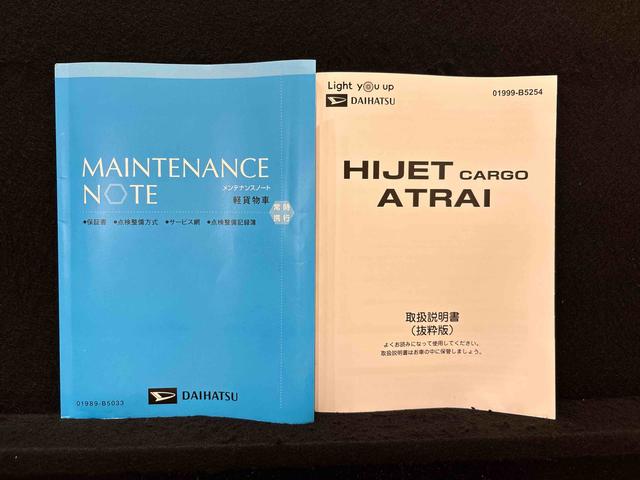 MAINTENANCE
NOTE
メンテナンスノート
軽貨物車
常時
携行
●保証書 ●点検整備方式 ●サービス網 ●点検整備記録簿
01989-B5033
DAIHATSU
Light you up
DAIHATSU
01999-B5254
HIJET CARGO
ATRAI
取扱説明書
(抜粋版)
よくお読みになって使用してください。
取扱説明書はお車の中に保管しましょう。